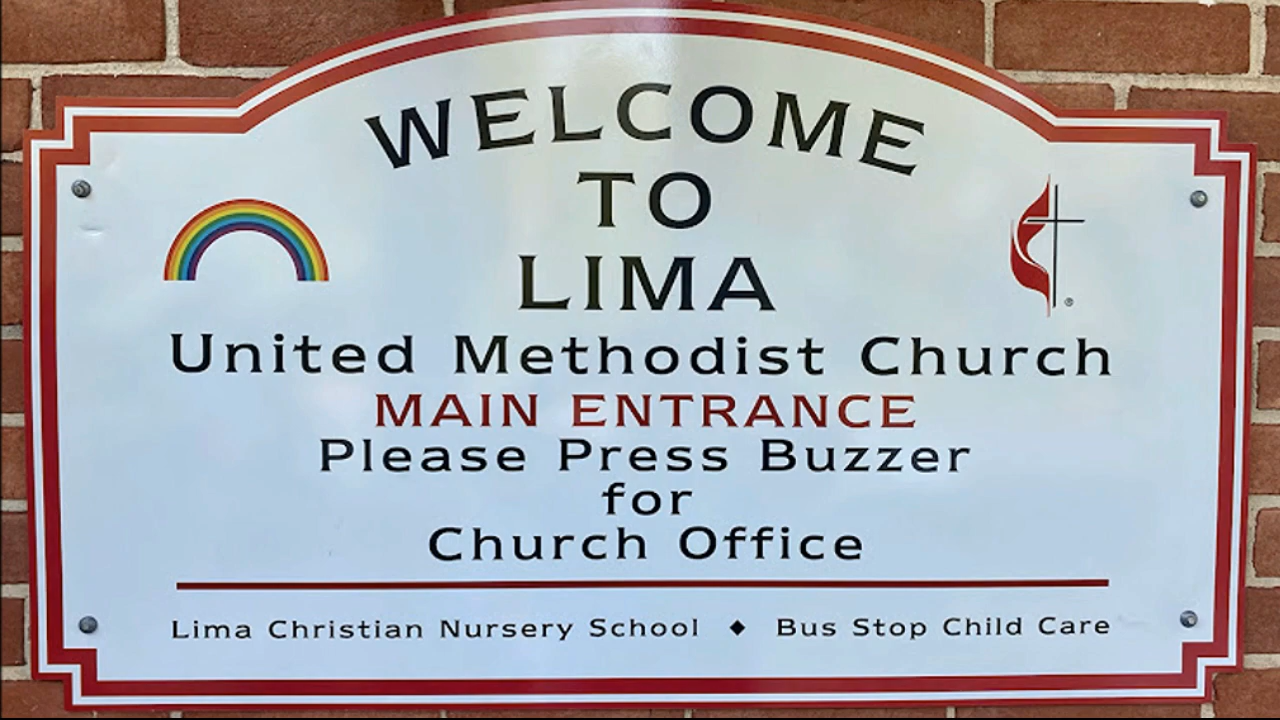 WELCOME
TO
LIMA
United Methodist Church
MAIN ENTRANCE
Please Press Buzzer
for
Church Office
Lima Christian Nursery School ♦ Bus Stop Child Care